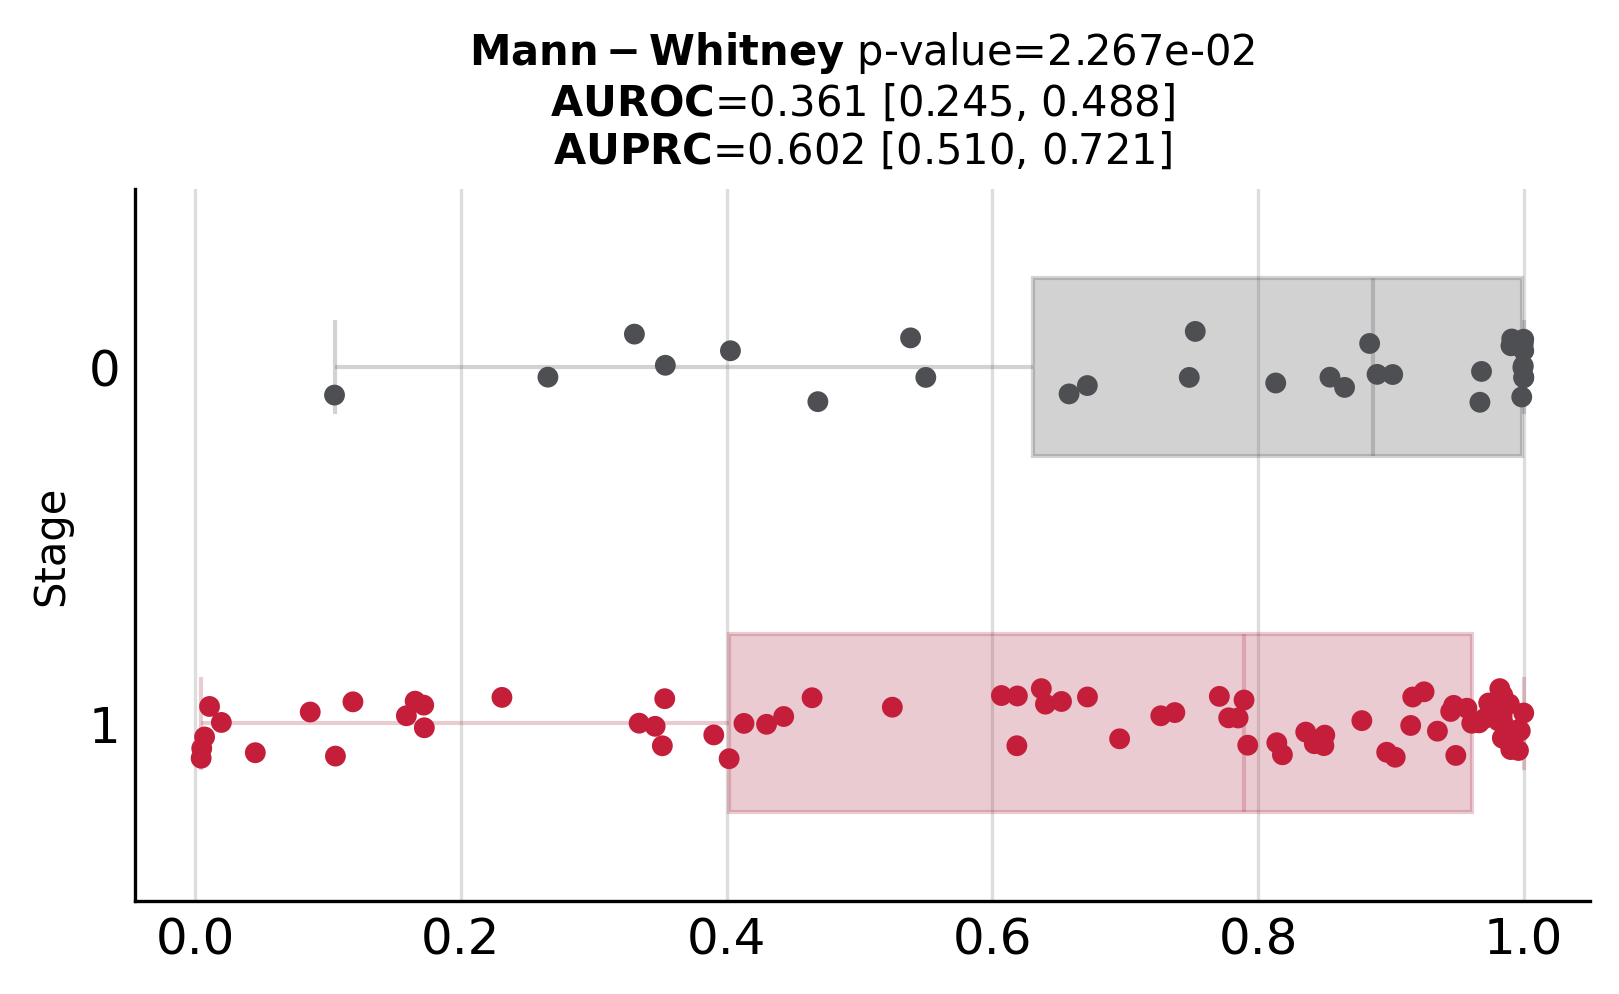 Mann − Whitney p-value=2.267e-02
AUROC=0.361 [0.245, 0.488]
AUPRC=0.602 [0.510, 0.721]
0
Stage
1
0.0 0.2 0.4 0.6 0.8 1.0